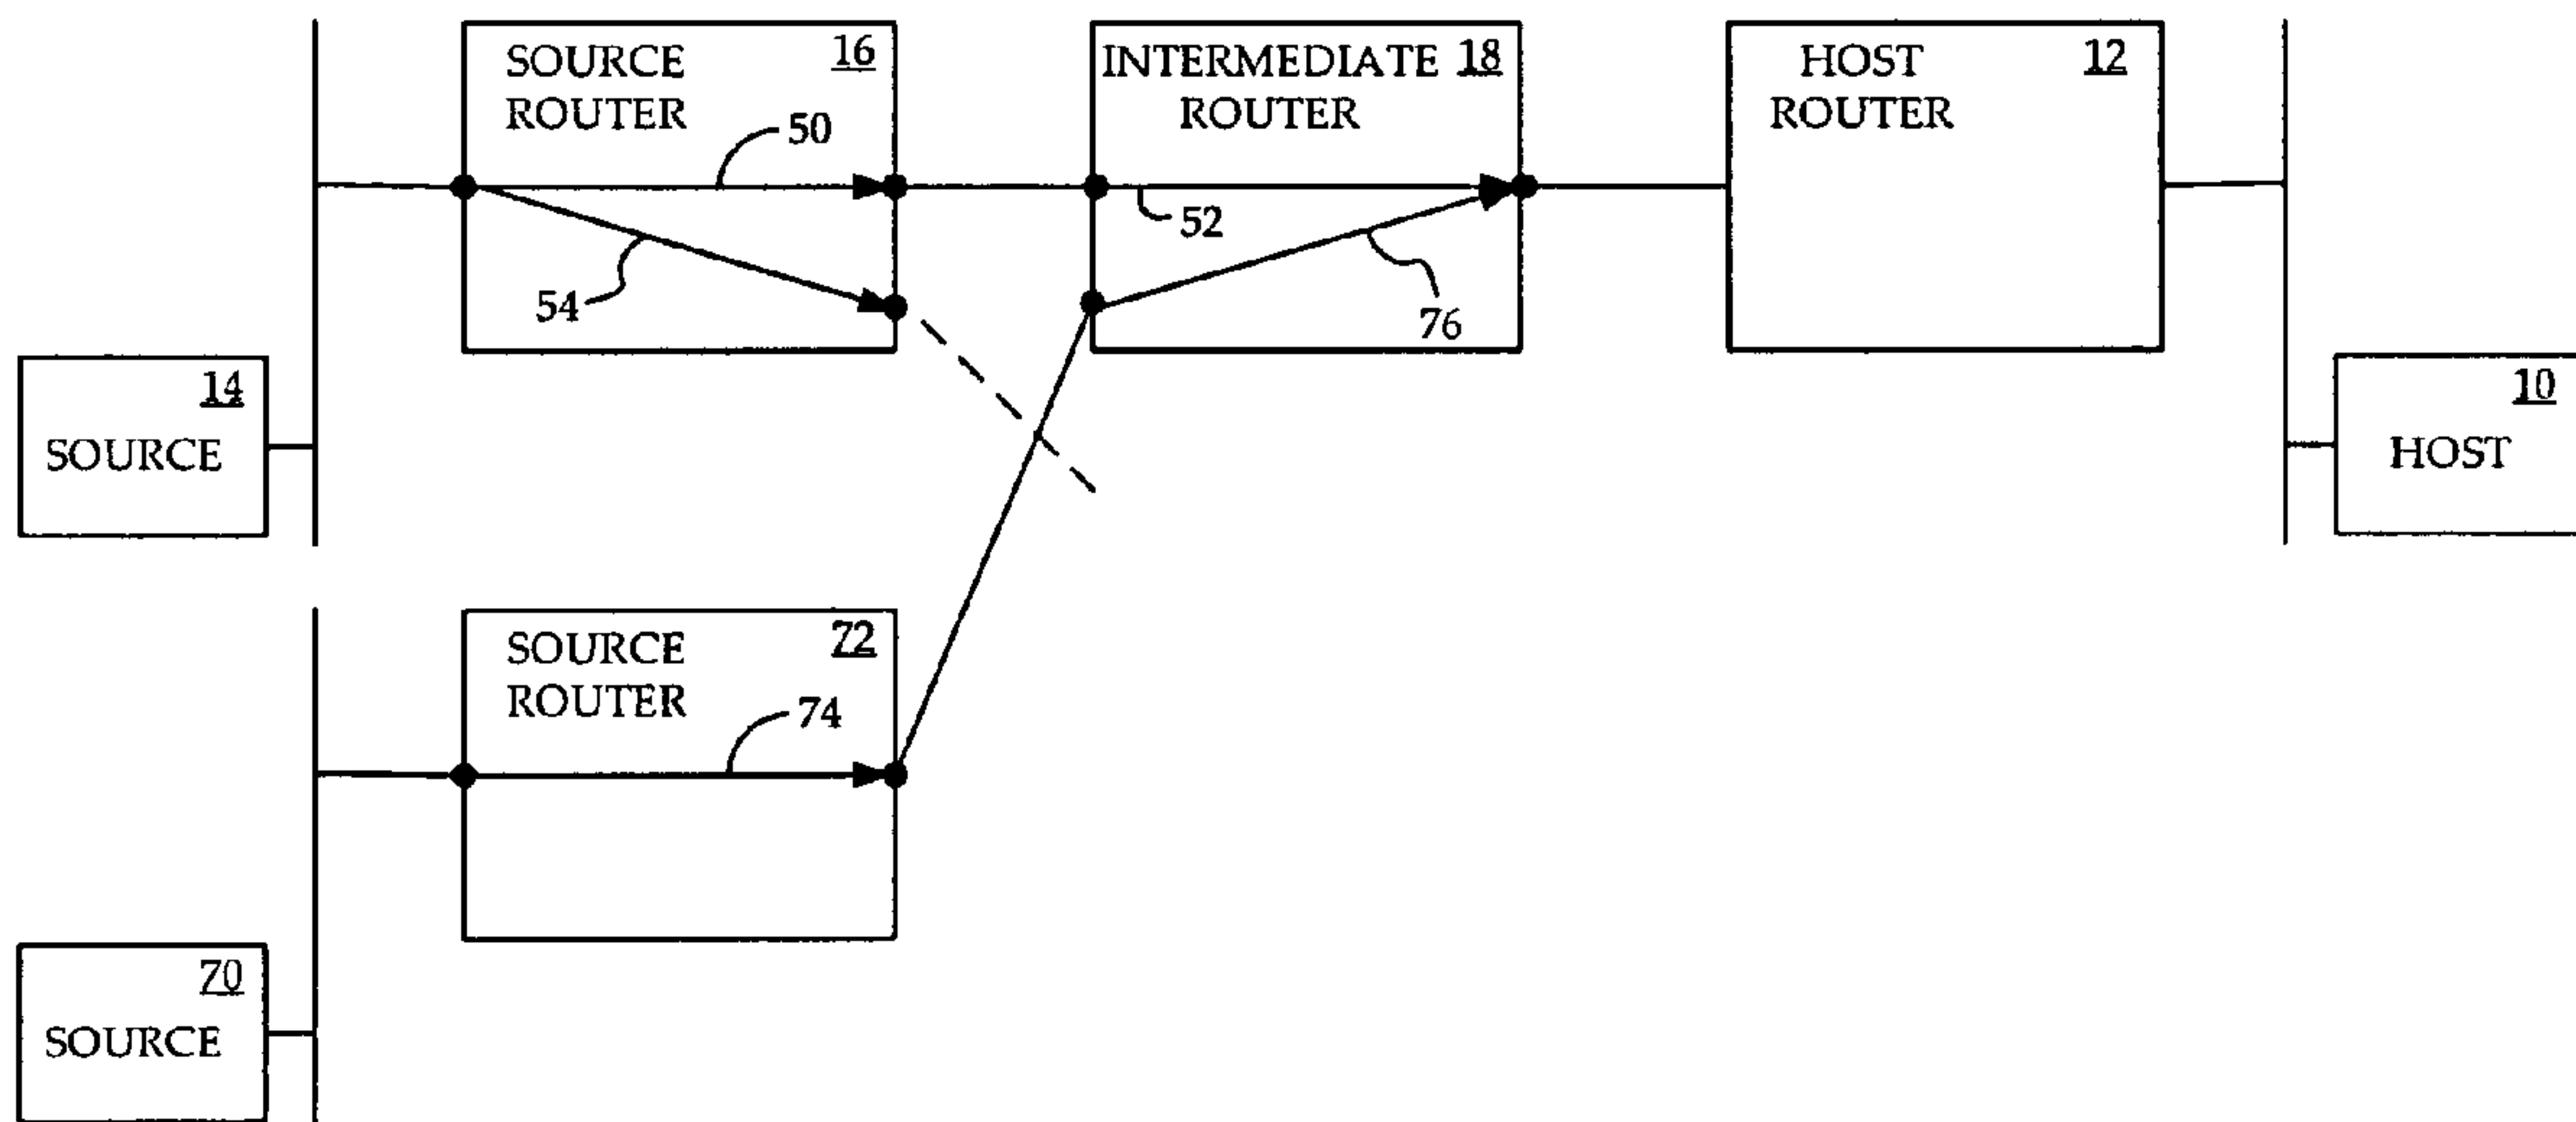 SOURCE 16
ROUTER
50
54
INTERMEDIATE 18
ROUTER
52
76
HOST 12
ROUTER
14
SOURCE
10
HOST
SOURCE 72
ROUTER
74
70
SOURCE